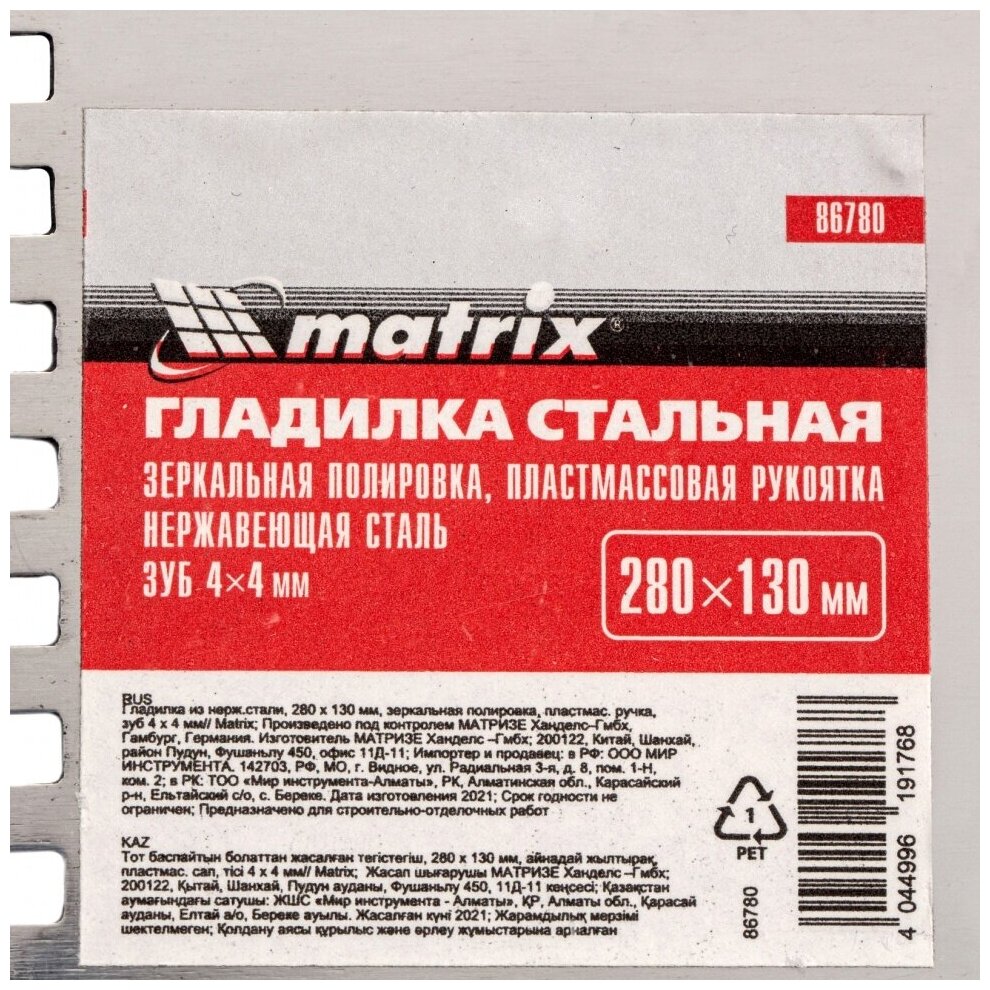 86780
matrix®
ГЛАДИЛКА СТАЛЬНАЯ
ЗЕРКАЛЬНАЯ ПОЛИРОВКА, ПЛАСТМАССОВАЯ РУКОЯТКА
НЕРЖАВЕЮЩАЯ СТАЛЬ
ЗУБ 4×4 мм
280×130 мм
RUS
Гладилка из нерж.стали, 280 x 130 мм, зеркальная полировка, пластмас. ручка,
зуб 4 x 4 мм// Matrix; Произведено под контролем МАТРИЗЕ Ханделс–Гмбх,
Гамбург, Германия. Изготовитель МАТРИЗЕ Ханделс –Гмбх; 200122, Китай, Шанхай,
район Пудун, Фушаньлу 450, офис 11Д-11; Импортер и продавец: в РФ: ООО МИР
ИНСТРУМЕНТА. 142703, РФ, МО, г. Видное, ул. Радиальная 3-я, д. 8, пом. 1-Н,
ком. 2; в РК: ТОО «Мир инструмента-Алматы», РК, Алматинская обл., Карасайский
р-н, Ельтайский с/о, с. Береке. Дата изготовления 2021; Срок годности не
ограничен; Предназначено для строительно-отделочных работ
KAZ
Тот баспайтын болаттан жасалған тегістегіш, 280 x 130 мм, айнадай жылтырақ,
пластмас. сап, тісі 4 x 4 мм// Matrix; Жасап шығарушы МАТРИЗЕ Ханделс –Гмбх;
200122, Қытай, Шанхай, Пудун ауданы, Фушаньлу 450, 11Д-11 кеңсесі; Қазақстан
аумағындағы сатушы: ЖШС «Мир инструмента - Алматы», ҚР, Алматы обл., Қарасай
ауданы, Елтай а/о, Береке ауылы. Жасалған күні 2021; Жарамдылық мерзімі
шектелмеген; Қолдану аясы құрылыс және әрлеу жұмыстарына арналған
1
PET
86780
4 044996 191768